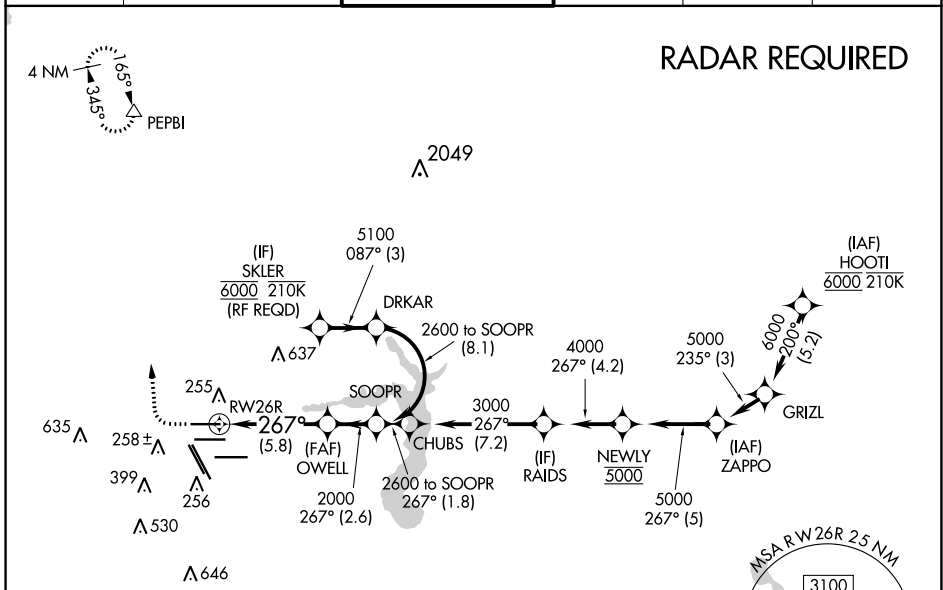 RADAR REQUIRED
4 NM
165°
345°
PEPBI
2049
5100
087° (3)
(IF)
SKLER
6000 210K
(RF REQD)
DRKAR
(IAF)
HOOTI
6000 210K
6000
200°
(5.2)
2600 to SOOPR
(8.1)
4000
267° (4.2)
5000
235° (3)
637
GRIZL
255
SOOPR
RW26R
267°
(5.8)
3000
267°
(7.2)
CHUBS
635
258 ±
(FAF)
OWELL
(IF)
RAIDS
NEWLY
5000
(IAF)
ZAPPO
399
256
2000
267° (2.6)
2600 to SOOPR
267° (1.8)
5000
267° (5)
530
646
MSA RW26R 25 NM
3100